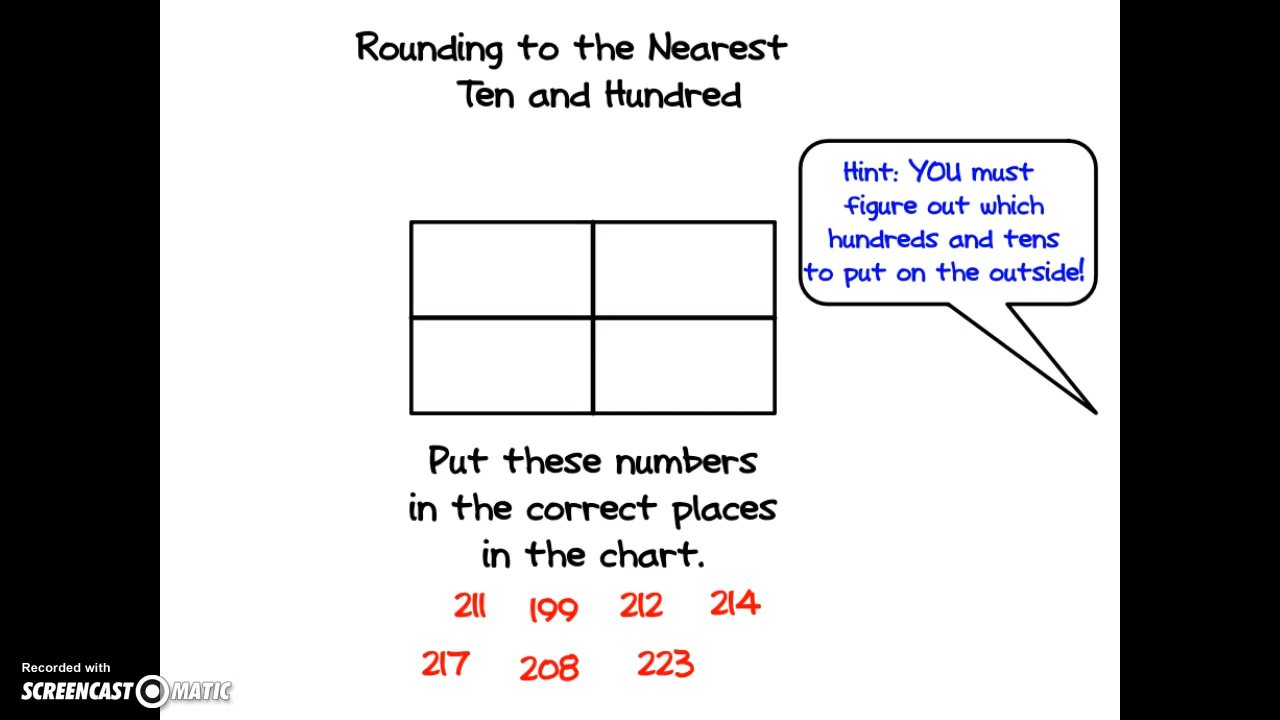 Rounding to the Nearest
Ten and Hundred
Hint: YOU must
figure out which
hundreds and tens
to put on the outside!
Put these numbers
in the correct places
in the chart.
211 199 212 214
217 208 223
Recorded with
SCREENCAST MATIC